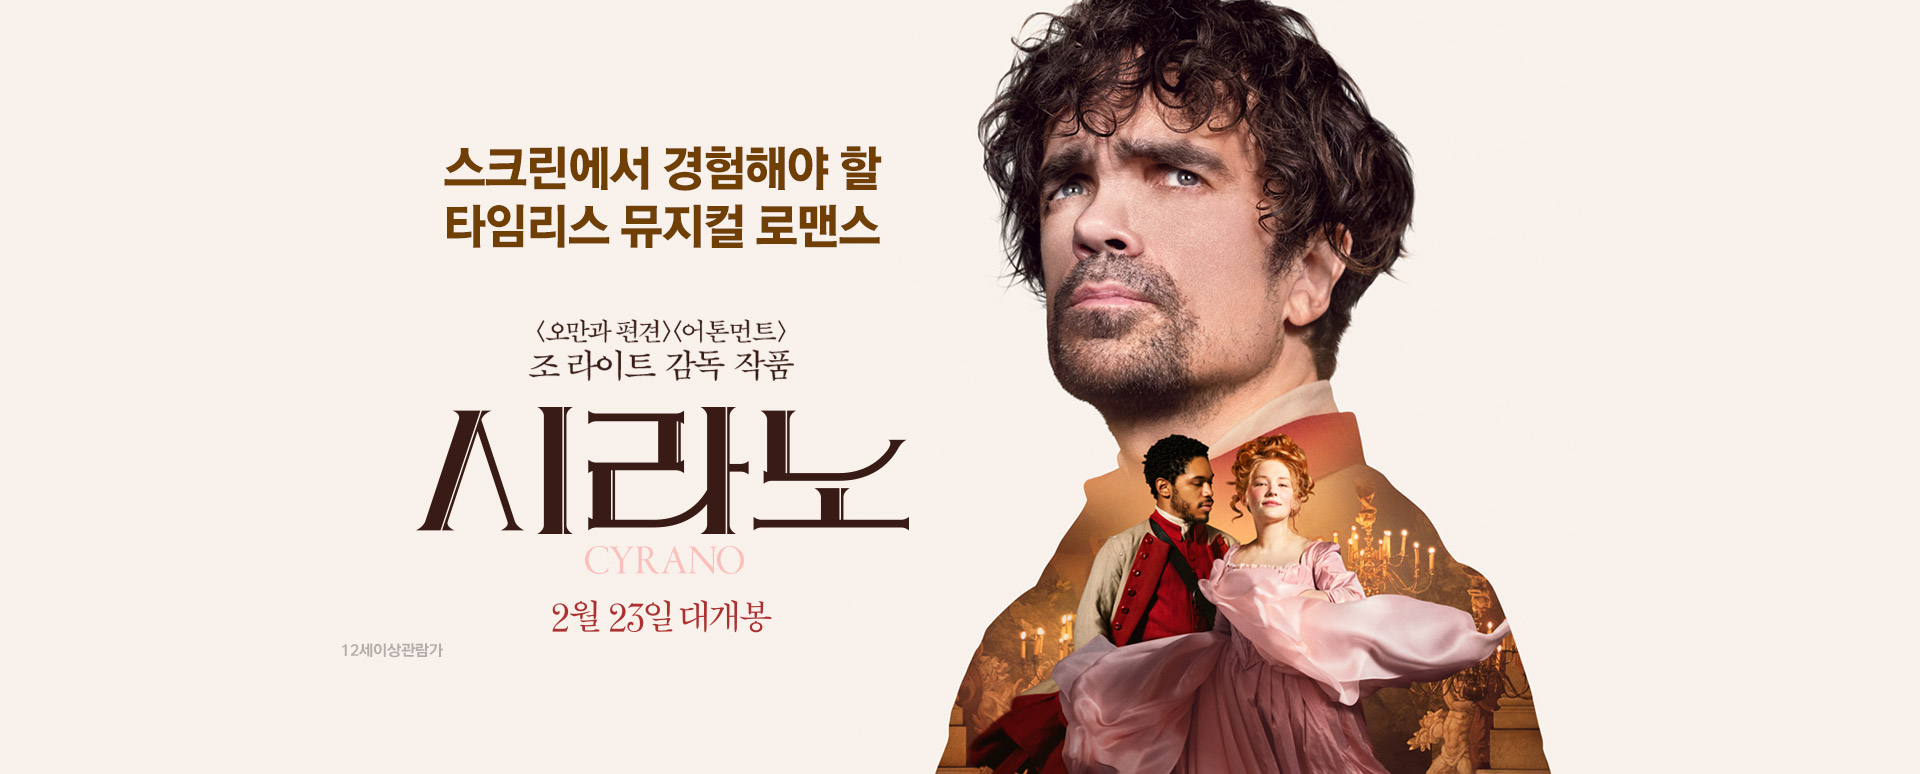 스크린에서 경험해야 할
타임리스 뮤지컬 로맨스
<오만과 편견><어톤먼트>
조 라이트 감독 작품
시라노
CYRANO
2월 23일 대개봉
12세이상관람가